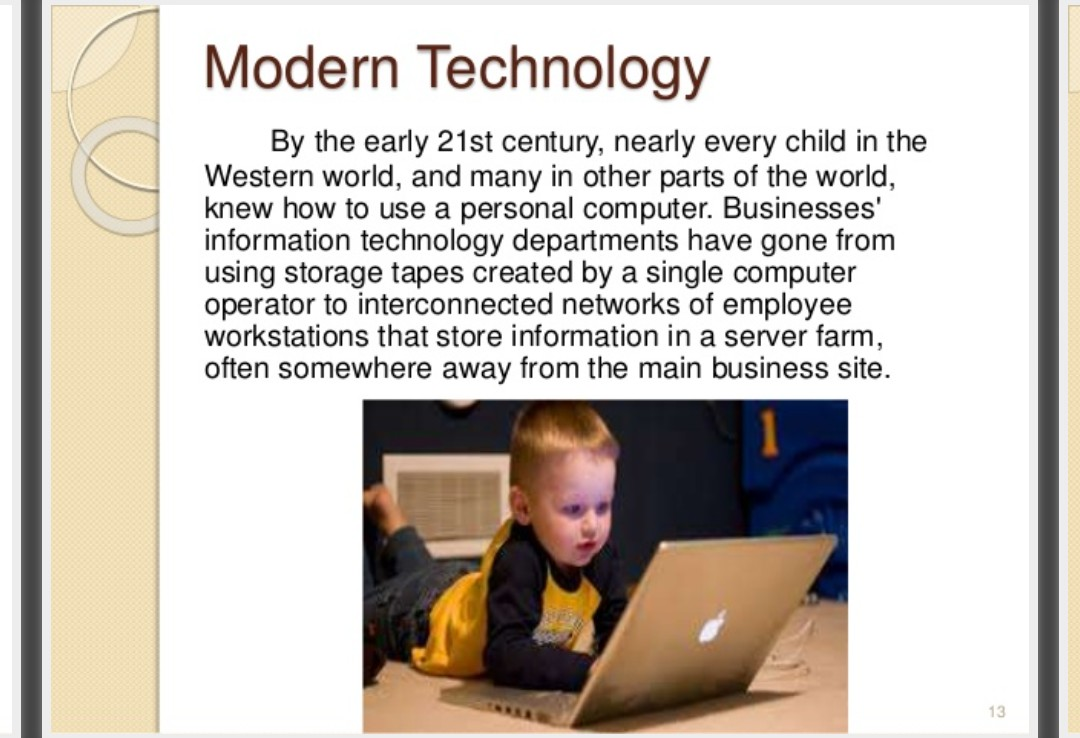 Modern Technology
By the early 21st century, nearly every child in the
Western world, and many in other parts of the world,
knew how to use a personal computer. Businesses'
information technology departments have gone from
using storage tapes created by a single computer
operator to interconnected networks of employee
workstations that store information in a server farm,
often somewhere away from the main business site.
1
13